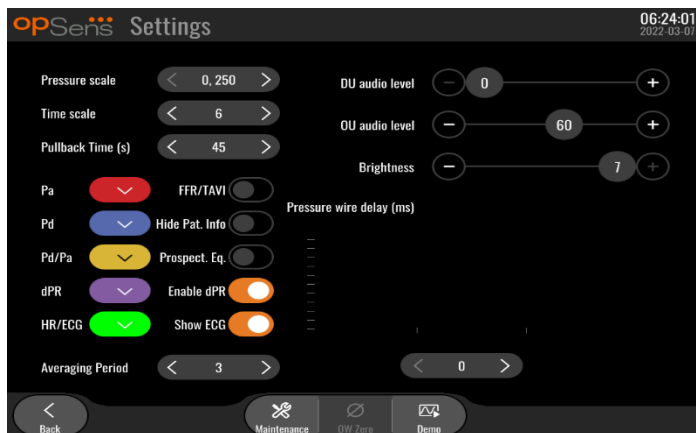 opSens Settings
06:24:01
2022-03-07
Pressure scale 0, 250
Time scale 6
Pullback Time (s) 45
DU audio level 0
OU audio level 60
Brightness 7
Pa FFR/TAVI
Pd Hide Pat. Info
Pd/Pa Prospect. Eq.
dPR Enable dPR
HR/ECG Show ECG
Pressure wire delay (ms)
Averaging Period 3
0
Back
Maintenance
OW Zero
Demo